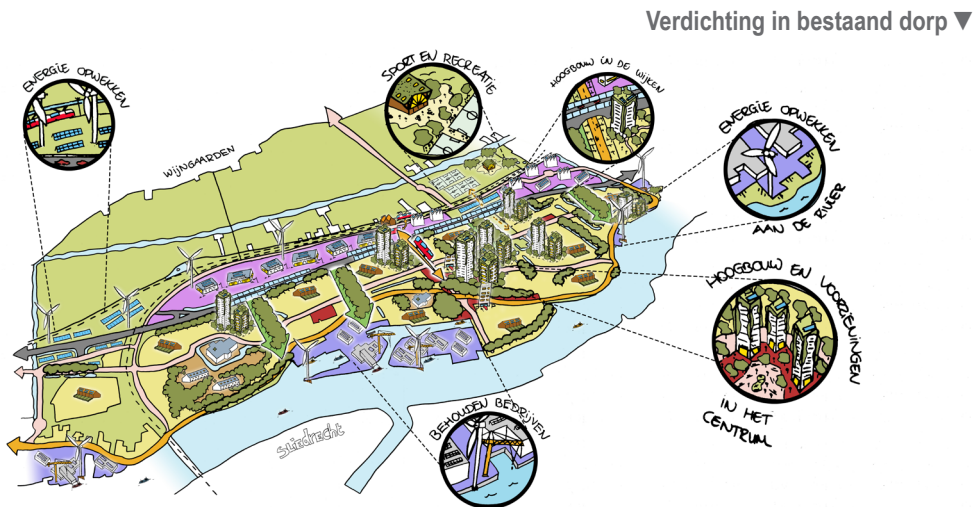 Verdichting in bestaand dorp ▼
ENERGIE OPWEKKEN
SPORT EN RECREATIE
HOOGBOUW IN DE WIJKEN
ENERGIE OPWEKKEN
AAN DE RIVIER
WIJNGAARDEN
HOOGBOUW EN VOORZIENINGEN
IN HET
CENTRUM
BEHOUDEN BEDRIJVEN
SLIEDRECHT